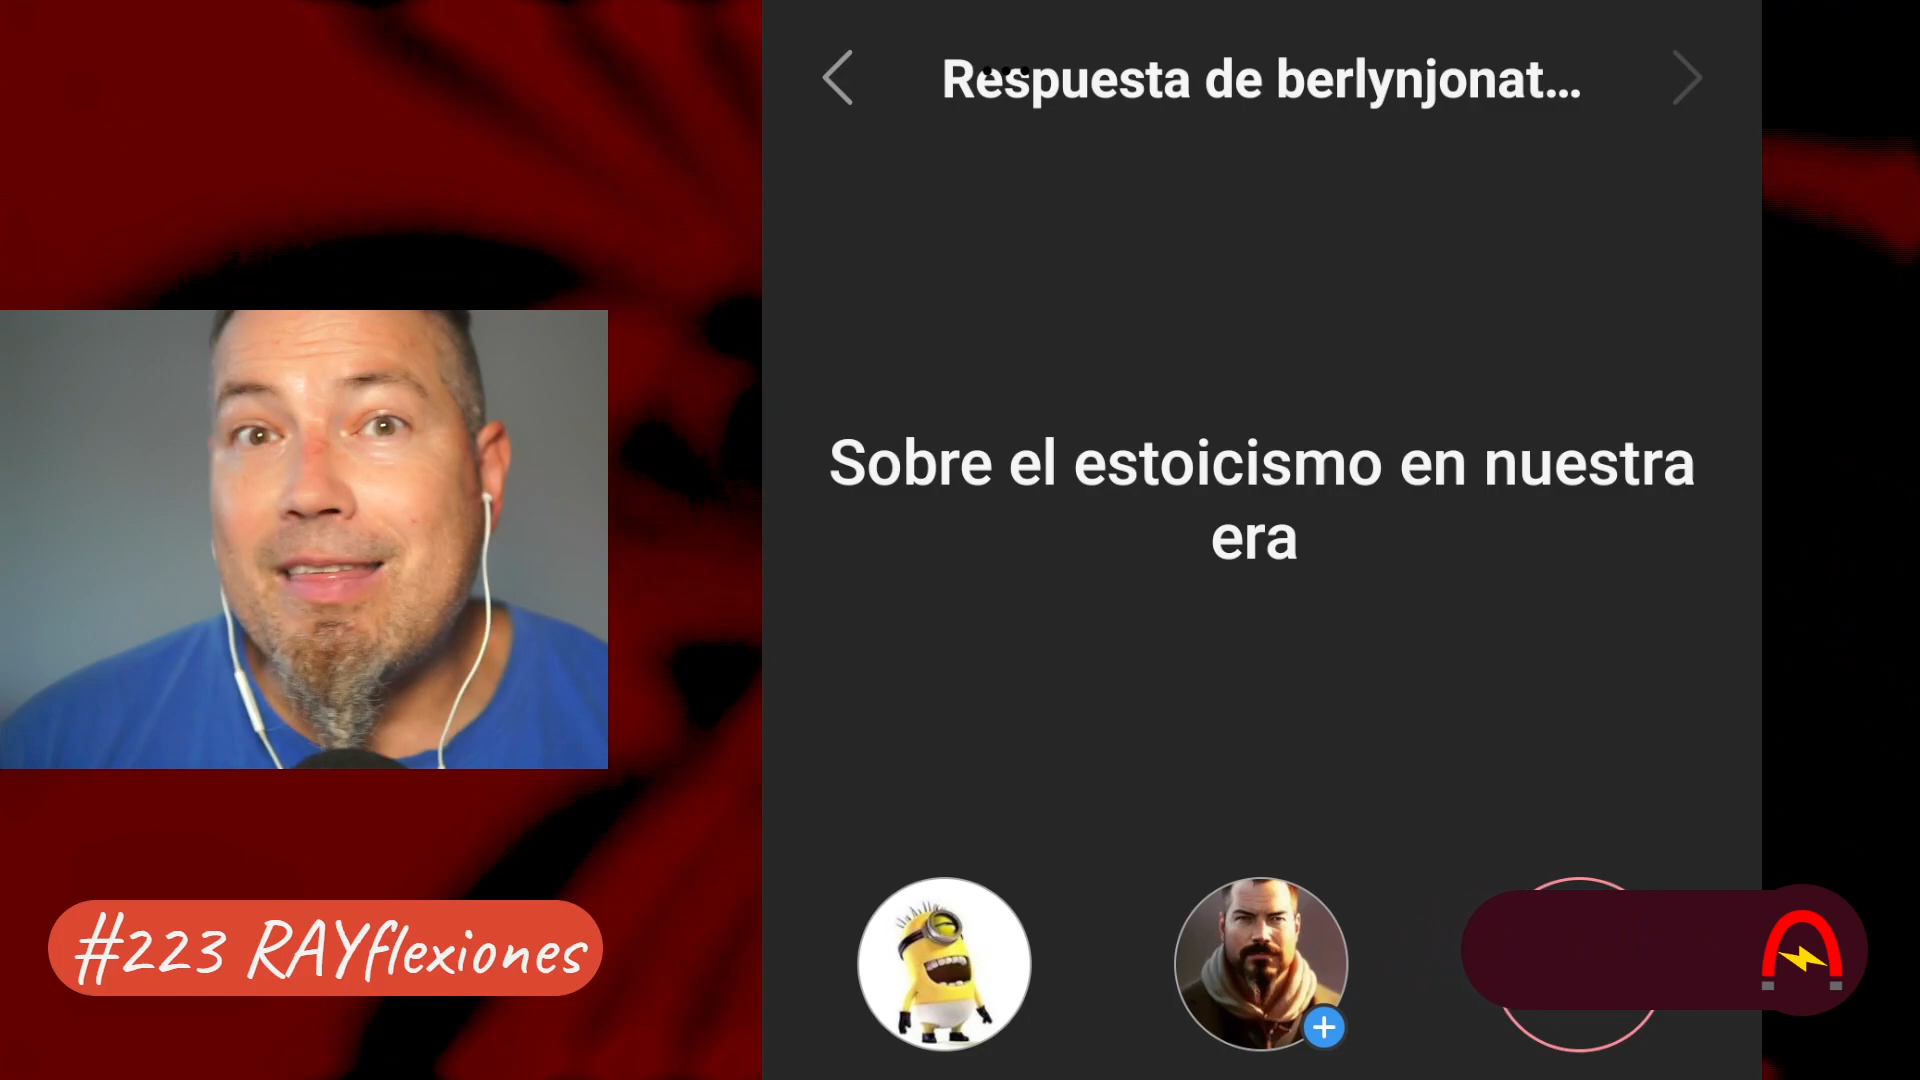 Respuesta de berlynjonat...
Sobre el estoicismo en nuestra
era
#223 RAYflexiones